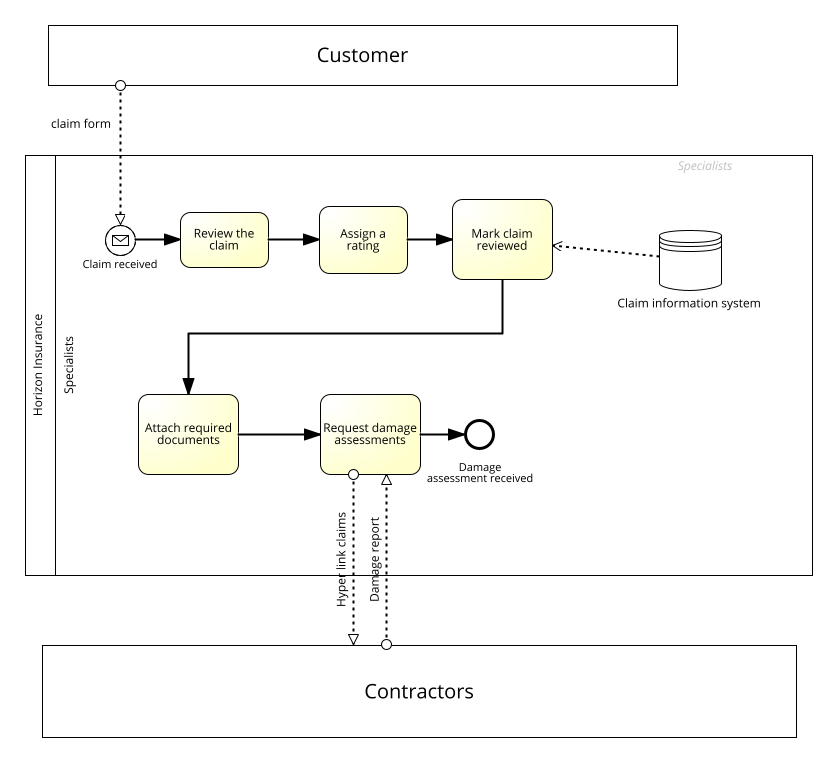 Customer
claim form
Specialists
Review the
claim
Assign a
rating
Mark claim
reviewed
Claim received
Claim information system
Horizon Insurance
Specialists
Attach required
documents
Request damage
assessments
Damage
assessment received
Hyper link claims
Damage report
Contractors